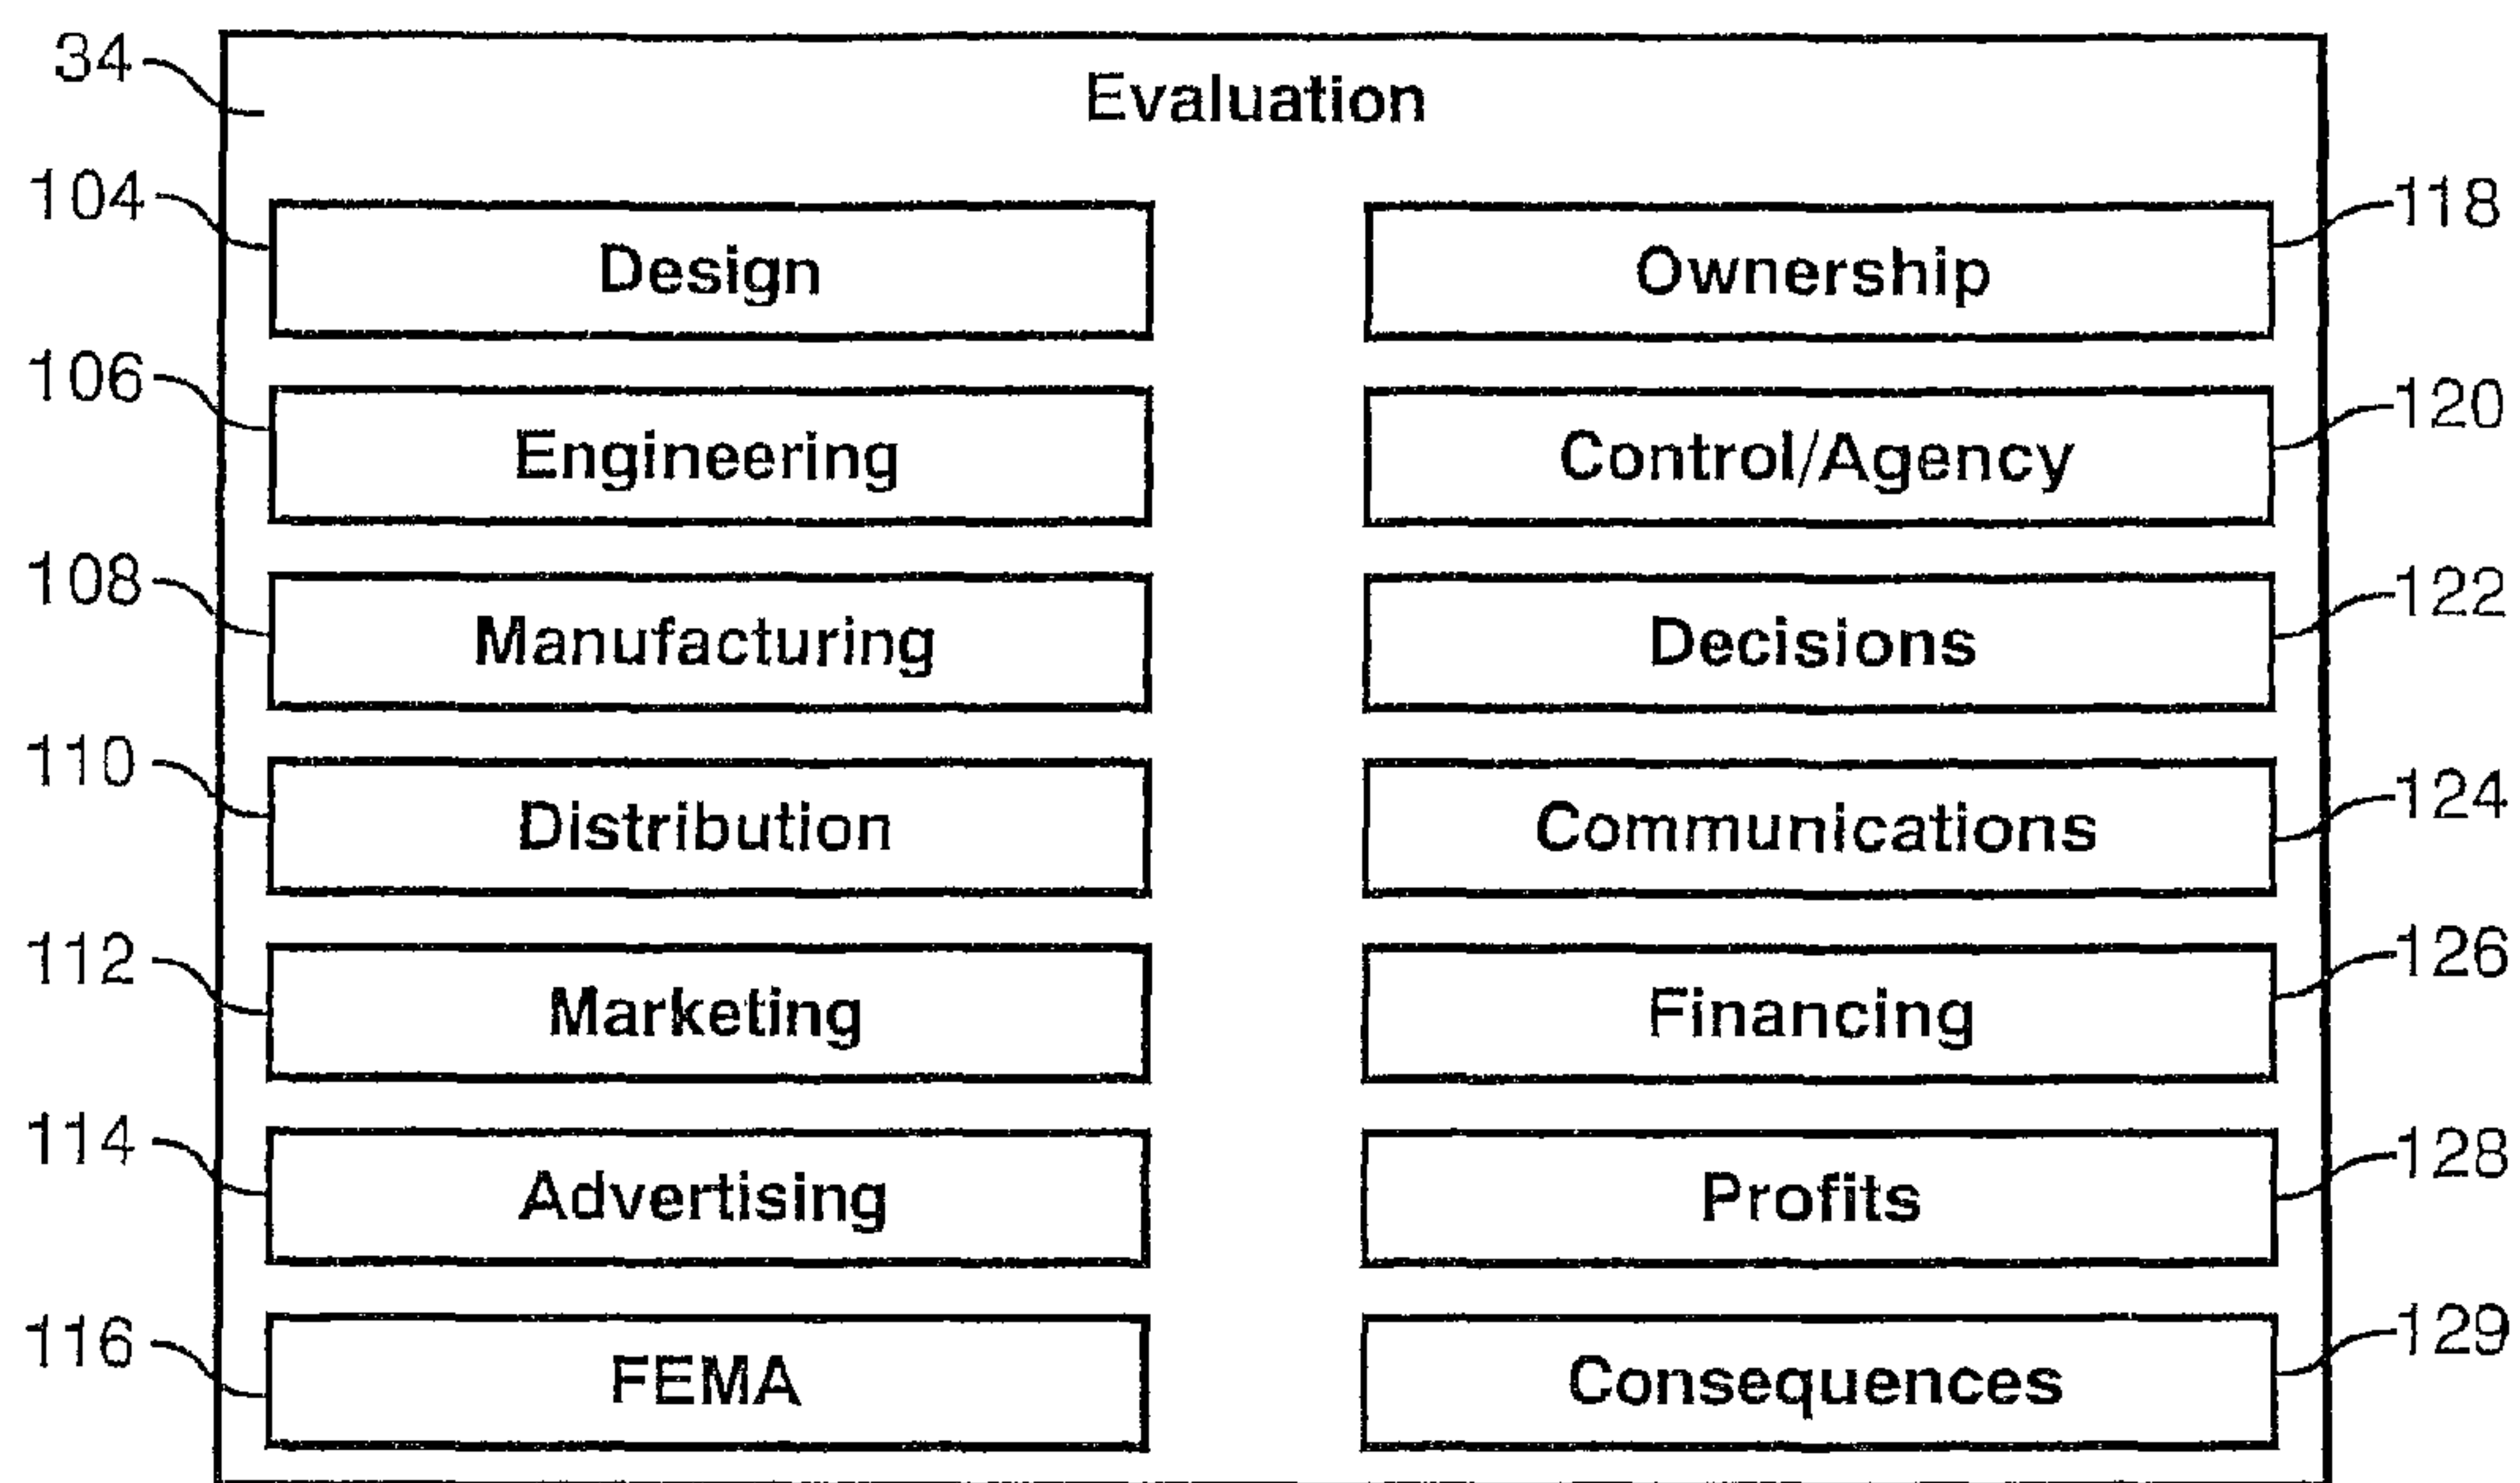 34
Evaluation
104
Design
118
Ownership
106
Engineering
120
Control/Agency
108
Manufacturing
122
Decisions
110
Distribution
124
Communications
112
Marketing
126
Financing
114
Advertising
128
Profits
116
FEMA
129
Consequences